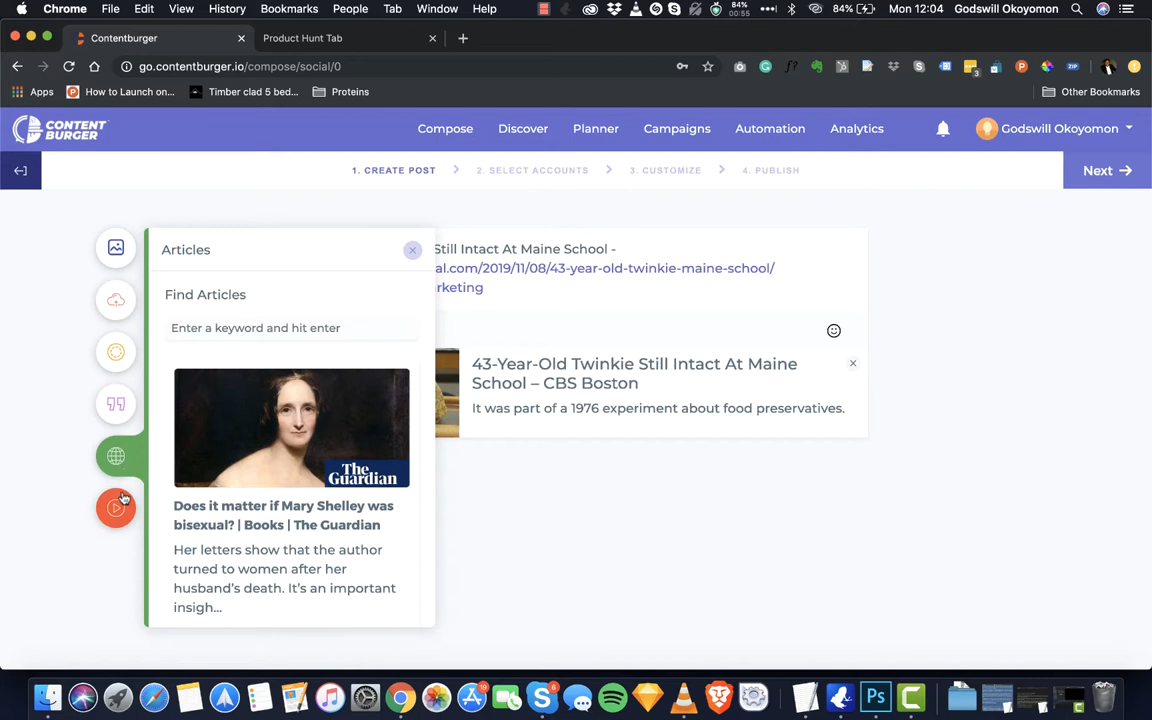 Chrome File Edit View History Bookmarks People Tab Window Help 84% 00:55 84% Mon 12:04 Godswill Okoyomon
Contentburger Product Hunt Tab
go.contentburger.io/compose/social/0
Apps How to Launch on... Timber clad 5 bed... Proteins Other Bookmarks
CONTENT
BURGER
Compose Discover Planner Campaigns Automation Analytics Godswill Okoyomon
1. CREATE POST 2. SELECT ACCOUNTS 3. CUSTOMIZE 4. PUBLISH Next
Articles
Find Articles
Enter a keyword and hit enter
The
Guardian
Does it matter if Mary Shelley was
bisexual? | Books | The Guardian
Her letters show that the author
turned to women after her
husband's death. It's an important
insigh...
Still Intact At Maine School -
al.com/2019/11/08/43-year-old-twinkie-maine-school/
rketing
43-Year-Old Twinkie Still Intact At Maine
School – CBS Boston
It was part of a 1976 experiment about food preservatives.